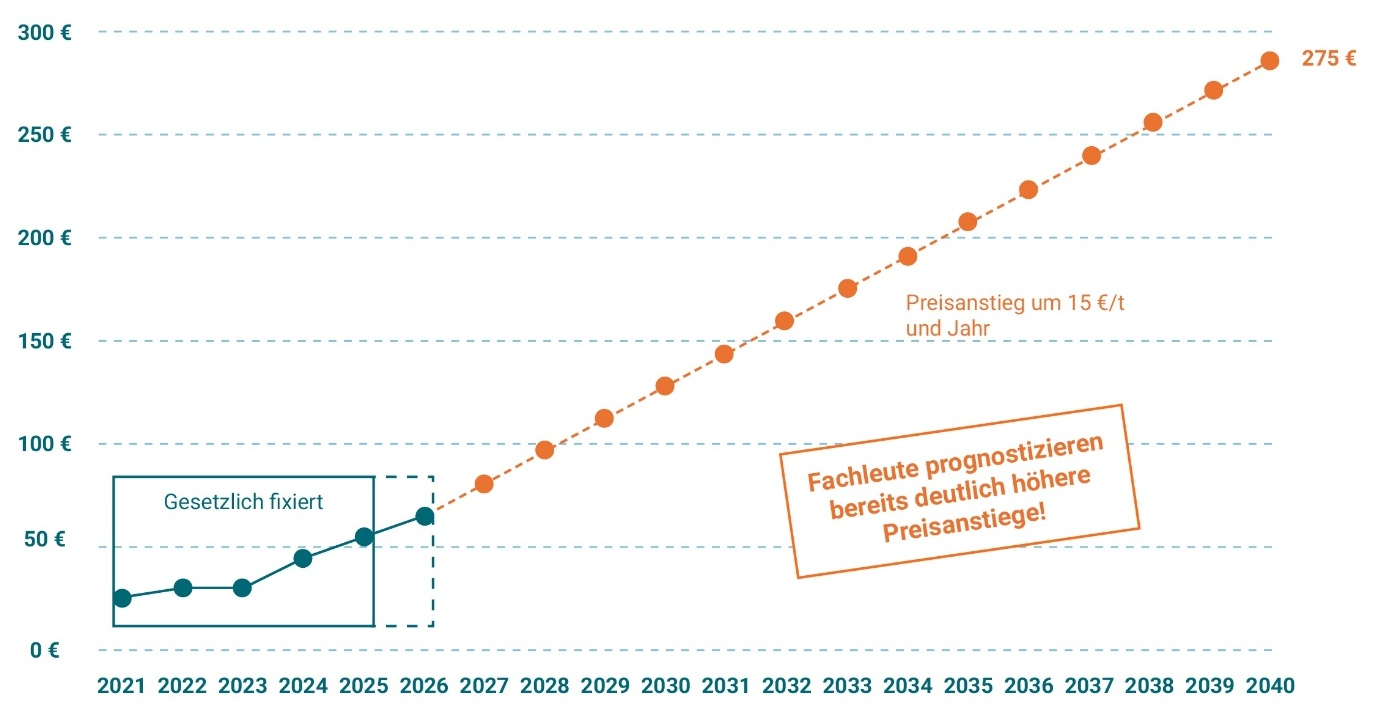 300 €
275 €
250 €
200 €
Preisanstieg um 15 €/t
und Jahr
150 €
100 €
Fachleute prognostizieren
bereits deutlich höhere
Preisanstiege!
Gesetzlich fixiert
50 €
0 €
2021 2022 2023 2024 2025 2026 2027 2028 2029 2030 2031 2032 2033 2034 2035 2036 2037 2038 2039 2040